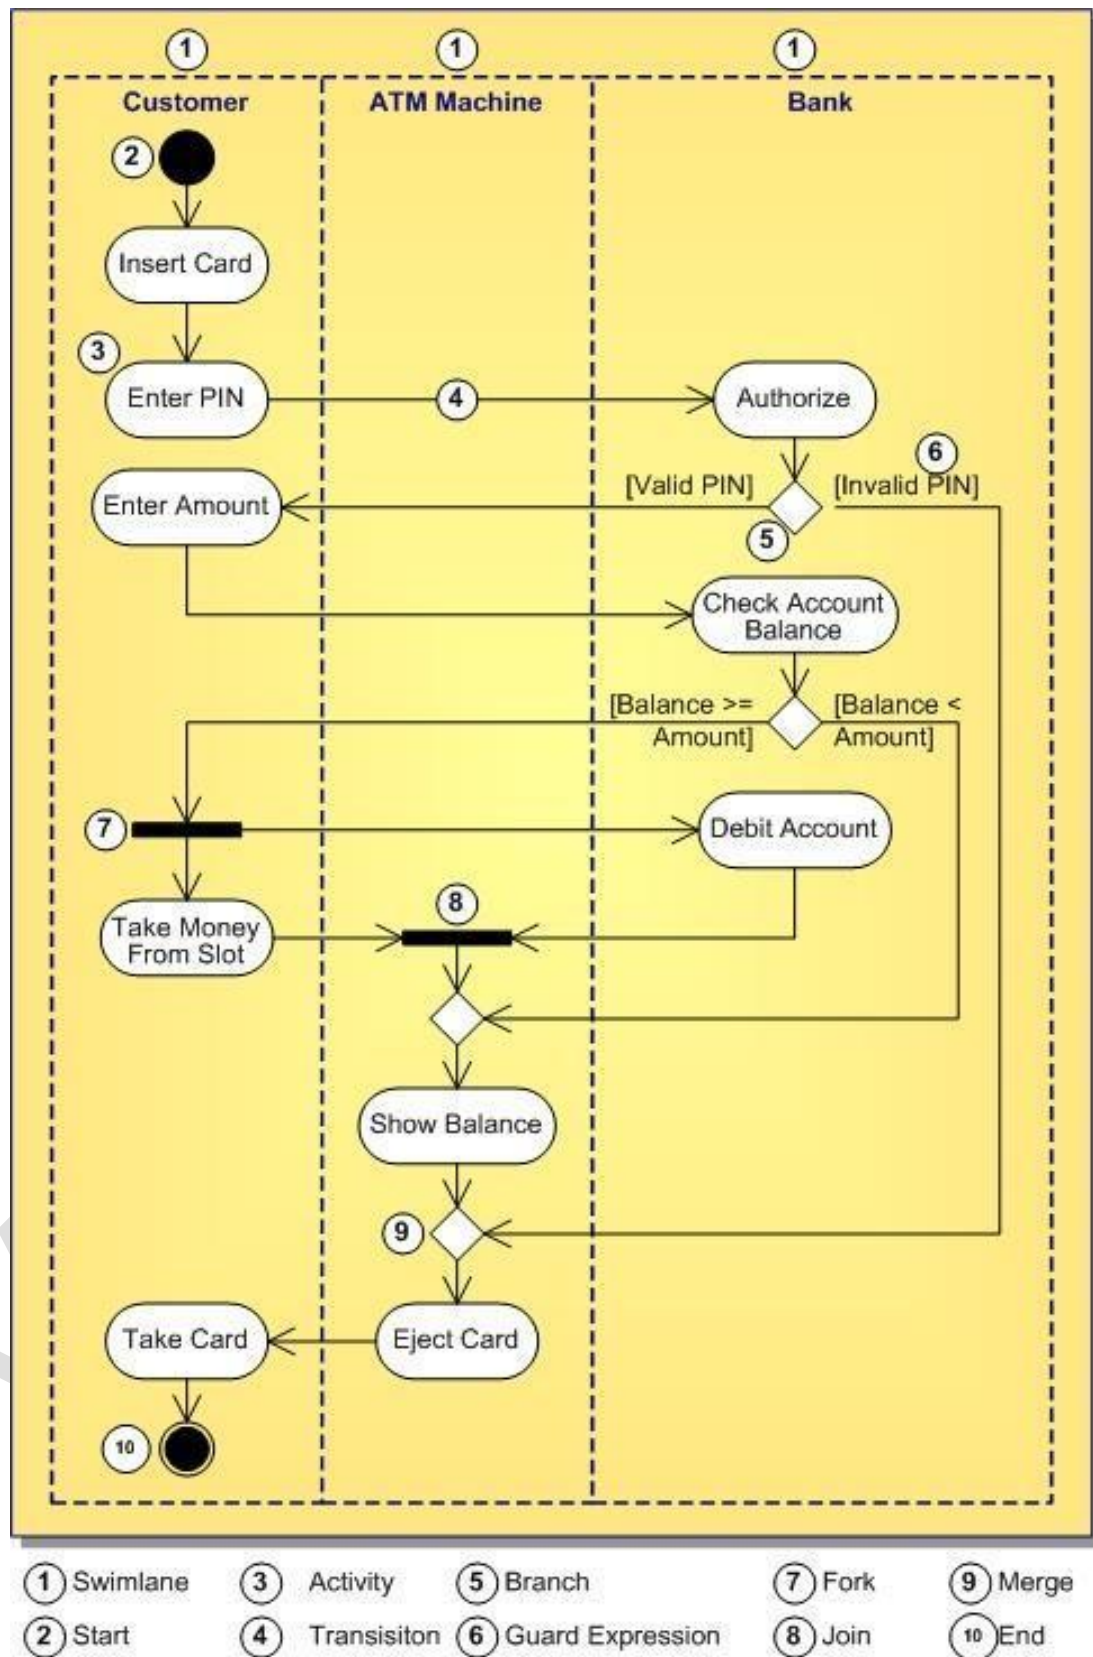 1 1 1
Customer ATM Machine Bank
2
Insert Card
3
Enter PIN 4 Authorize
6
[Valid PIN] [Invalid PIN]
Enter Amount
5
Check Account
Balance
[Balance >= [Balance <
Amount] Amount]
7 Debit Account
8
Take Money
From Slot
Show Balance
9
Take Card Eject Card
10
1 Swimlane 3 Activity 5 Branch 7 Fork 9 Merge
2 Start 4 Transisiton 6 Guard Expression 8 Join 10 End